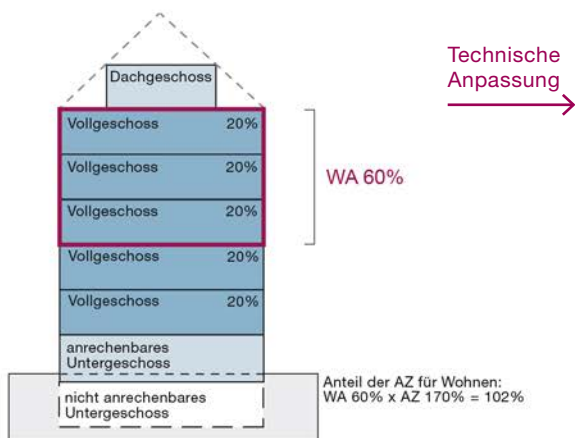 Dachgeschoss
Technische
Anpassung
Vollgeschoss 20%
Vollgeschoss 20%
WA 60%
Vollgeschoss 20%
Vollgeschoss 20%
Vollgeschoss 20%
anrechenbares
Untergeschoss
nicht anrechenbares
Untergeschoss
Anteil der AZ für Wohnen:
WA 60% x AZ 170% = 102%